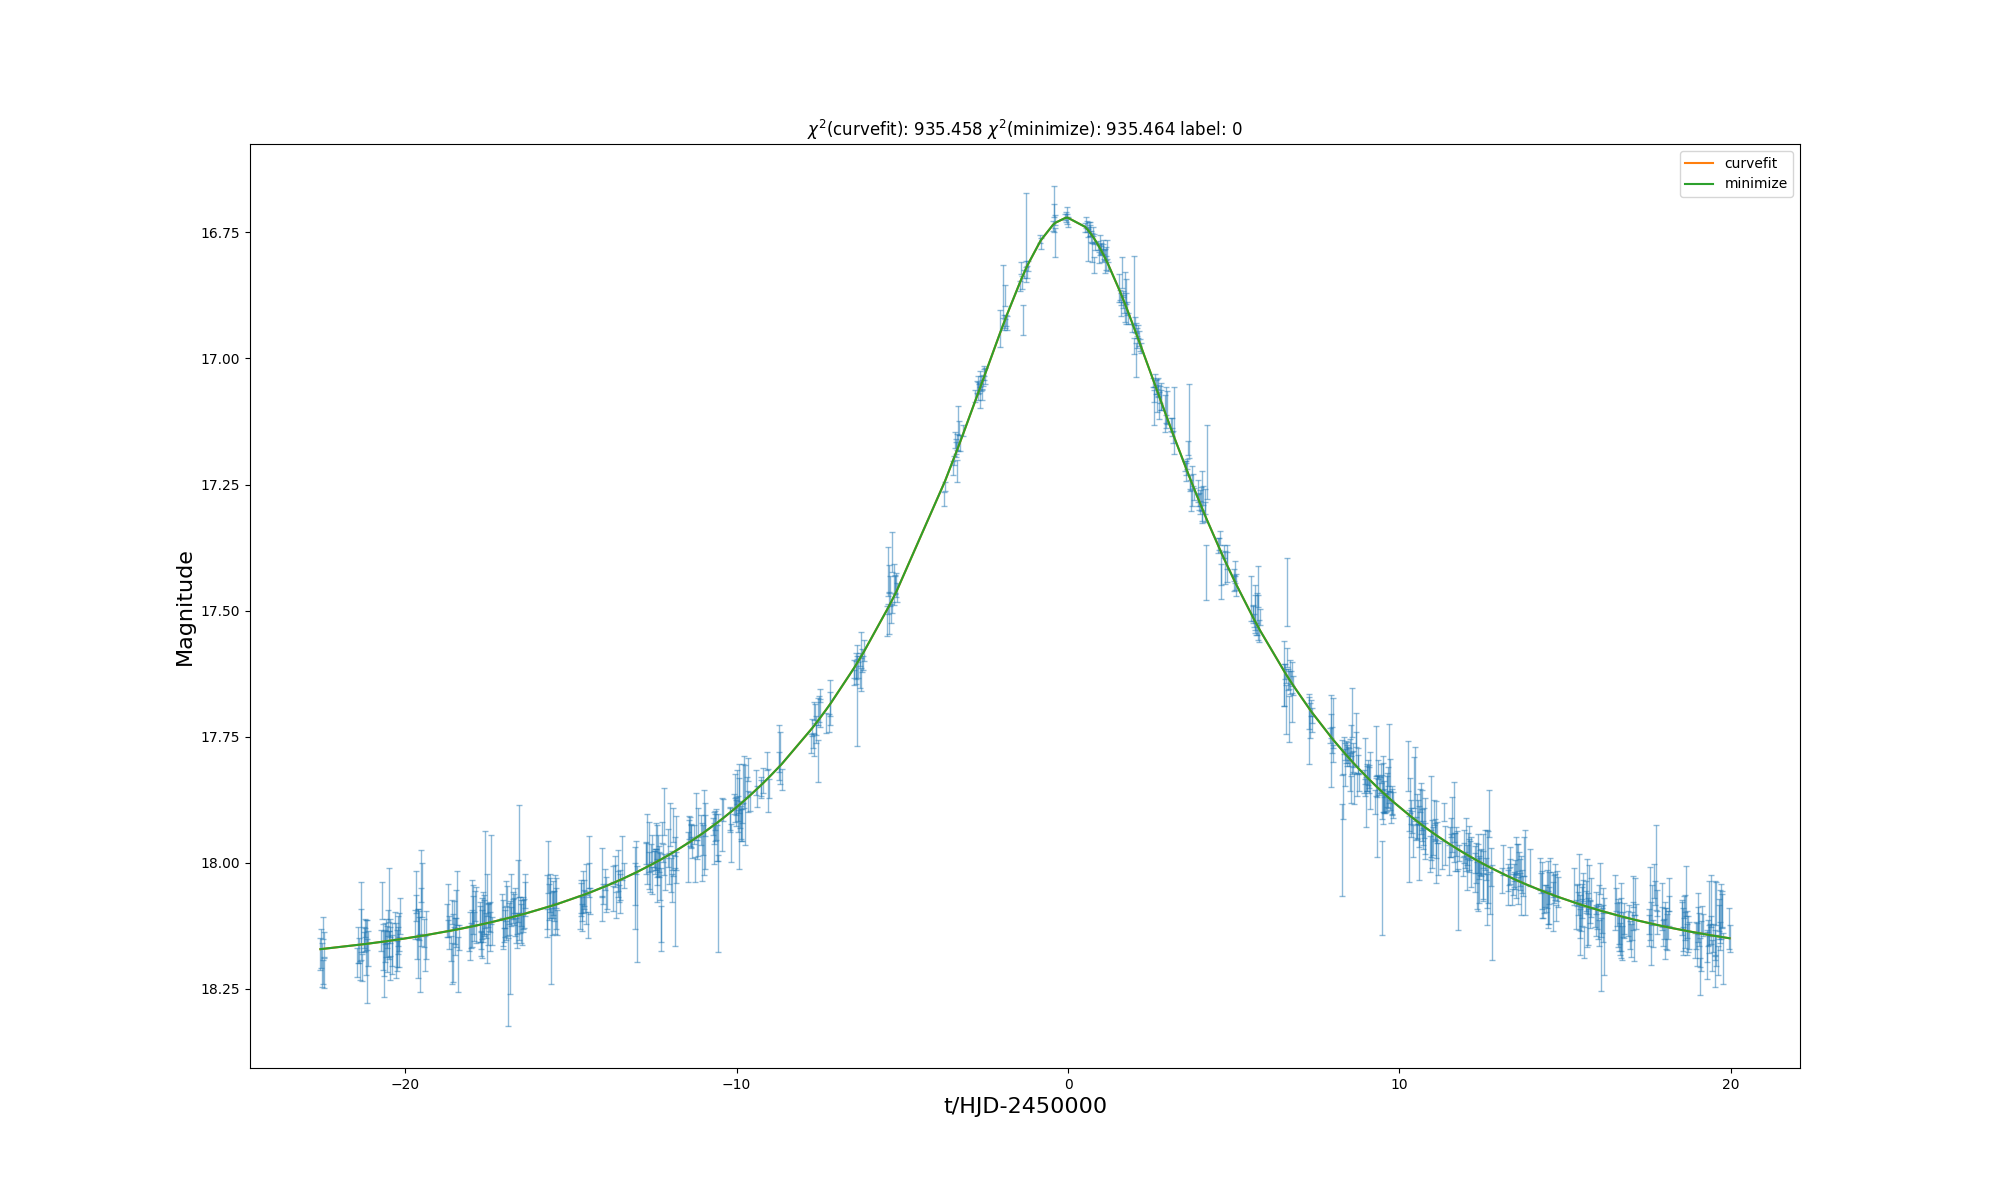 χ²(curvefit): 935.458 χ²(minimize): 935.464 label: 0
curvefit
minimize
16.75
17.00
17.25
17.50
17.75
18.00
18.25
Magnitude
−20
−10
0
10
20
t/HJD-2450000